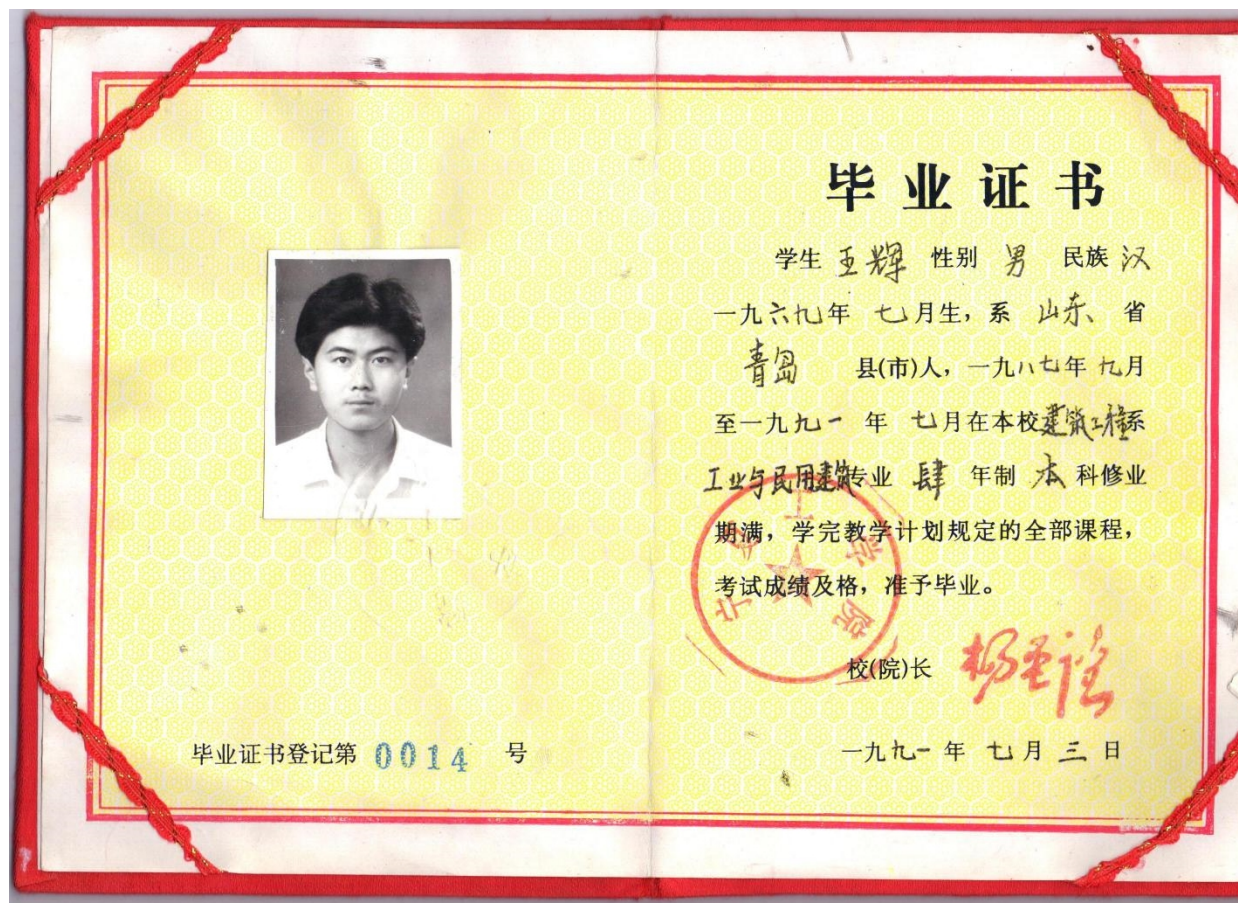 毕业证书
学生 王辉 性别 男 民族 汉
一九六九年 七月生，系 山东 省
青岛 县(市)人，一九八七年九月
至一九九一 年 七月在本校建筑工程系
工业与民用建筑专业 肆 年制 本 科修业
期满，学完教学计划规定的全部课程，
考试成绩及格，准予毕业。
校(院)长
一九九一年 七月 三 日
毕业证书登记第 0014 号